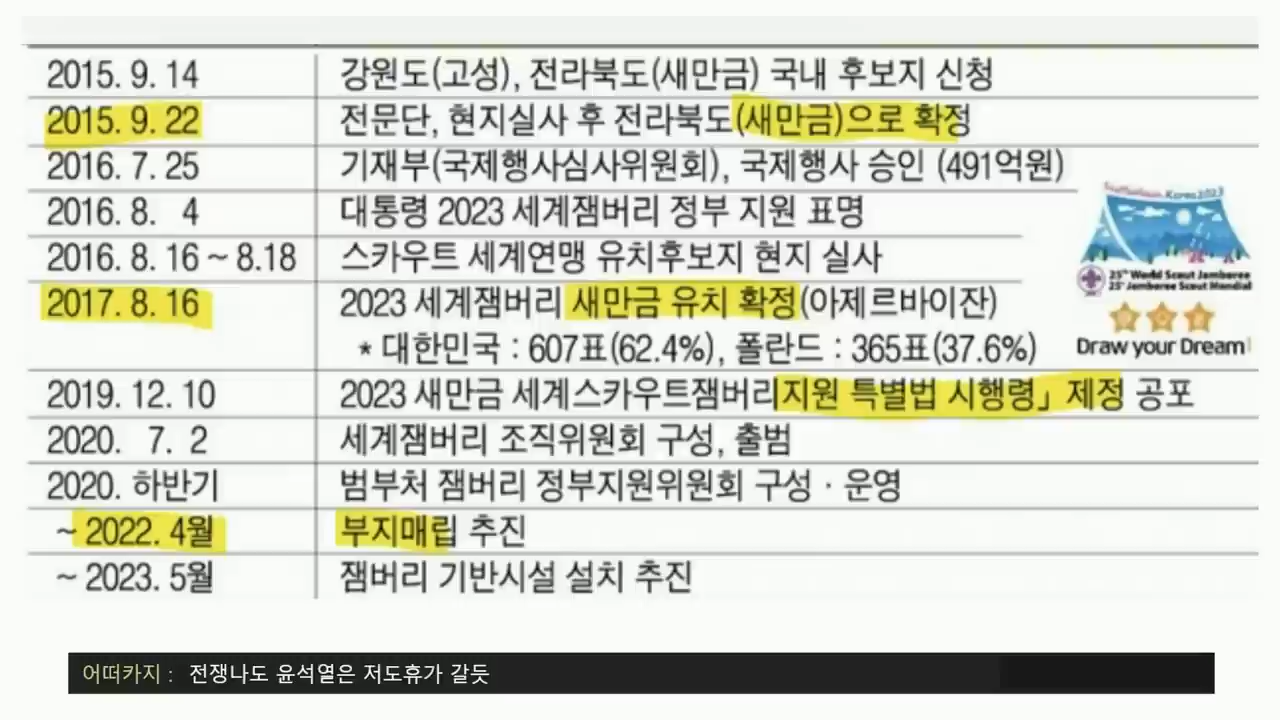 2015. 9. 14 강원도(고성), 전라북도(새만금) 국내 후보지 신청
2015. 9. 22 전문단, 현지실사 후 전라북도(새만금)으로 확정
2016. 7. 25 기재부(국제행사심사위원회), 국제행사 승인 (491억원)
2016. 8. 4 대통령 2023 세계잼버리 정부 지원 표명
2016. 8. 16 ~ 8.18 스카우트 세계연맹 유치후보지 현지 실사
2017. 8. 16 2023 세계잼버리 새만금 유치 확정(아제르바이잔)
* 대한민국 : 607표(62.4%), 폴란드 : 365표(37.6%)
2019. 12. 10 2023 새만금 세계스카우트잼버리지원 특별법 시행령」 제정 공포
2020. 7. 2 세계잼버리 조직위원회 구성, 출범
2020. 하반기 범부처 잼버리 정부지원위원회 구성 · 운영
~ 2022. 4월 부지매립 추진
~ 2023. 5월 잼버리 기반시설 설치 추진
Korea 2023
25th World Scout Jamboree
25e Jamboree Scout Mondial
Draw your Dream!
어떠카지 : 전쟁나도 윤석열은 저도휴가 갈듯